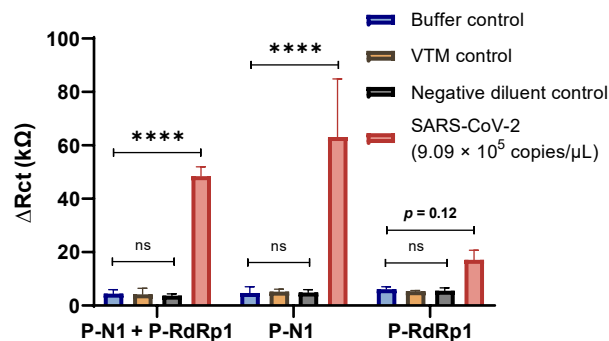 Buffer control
VTM control
Negative diluent control
SARS-CoV-2
(9.09 × 10⁵ copies/µL)
ΔRct (kΩ)
100
80
60
40
20
0
****
ns
****
ns
p = 0.12
ns
P-N1 + P-RdRp1
P-N1
P-RdRp1